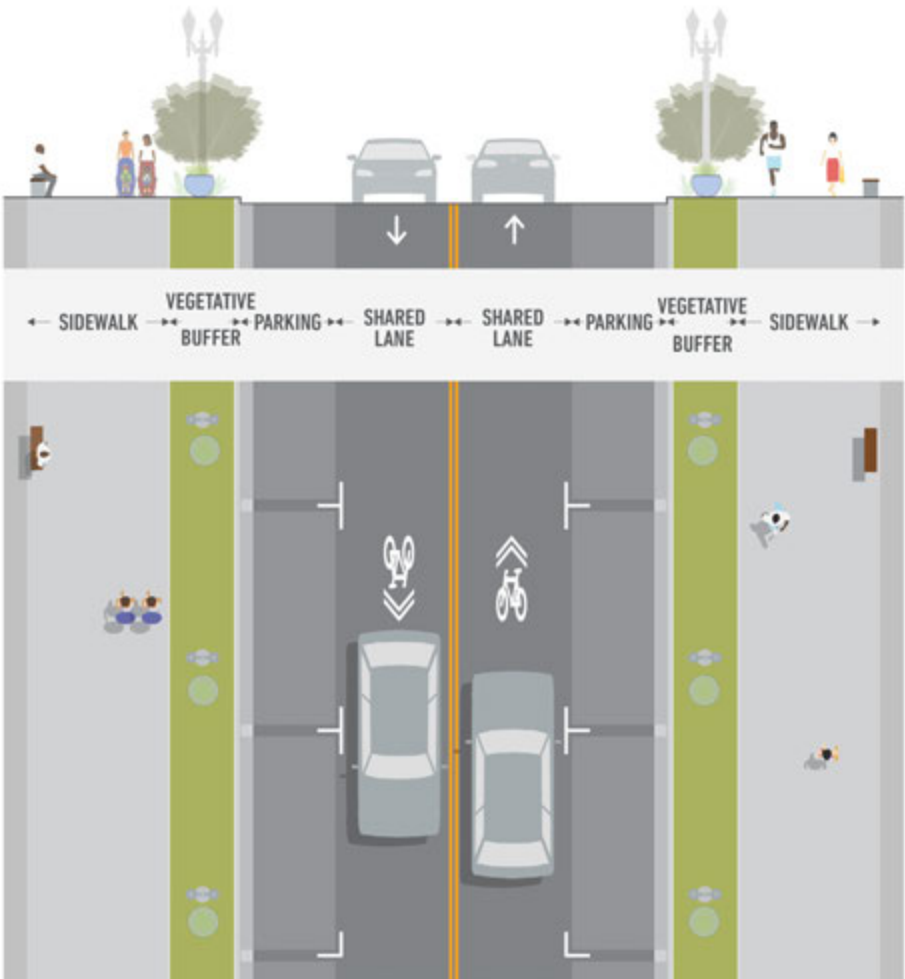 SIDEWALK
VEGETATIVE
BUFFER
PARKING
SHARED
LANE
SHARED
LANE
PARKING
VEGETATIVE
BUFFER
SIDEWALK